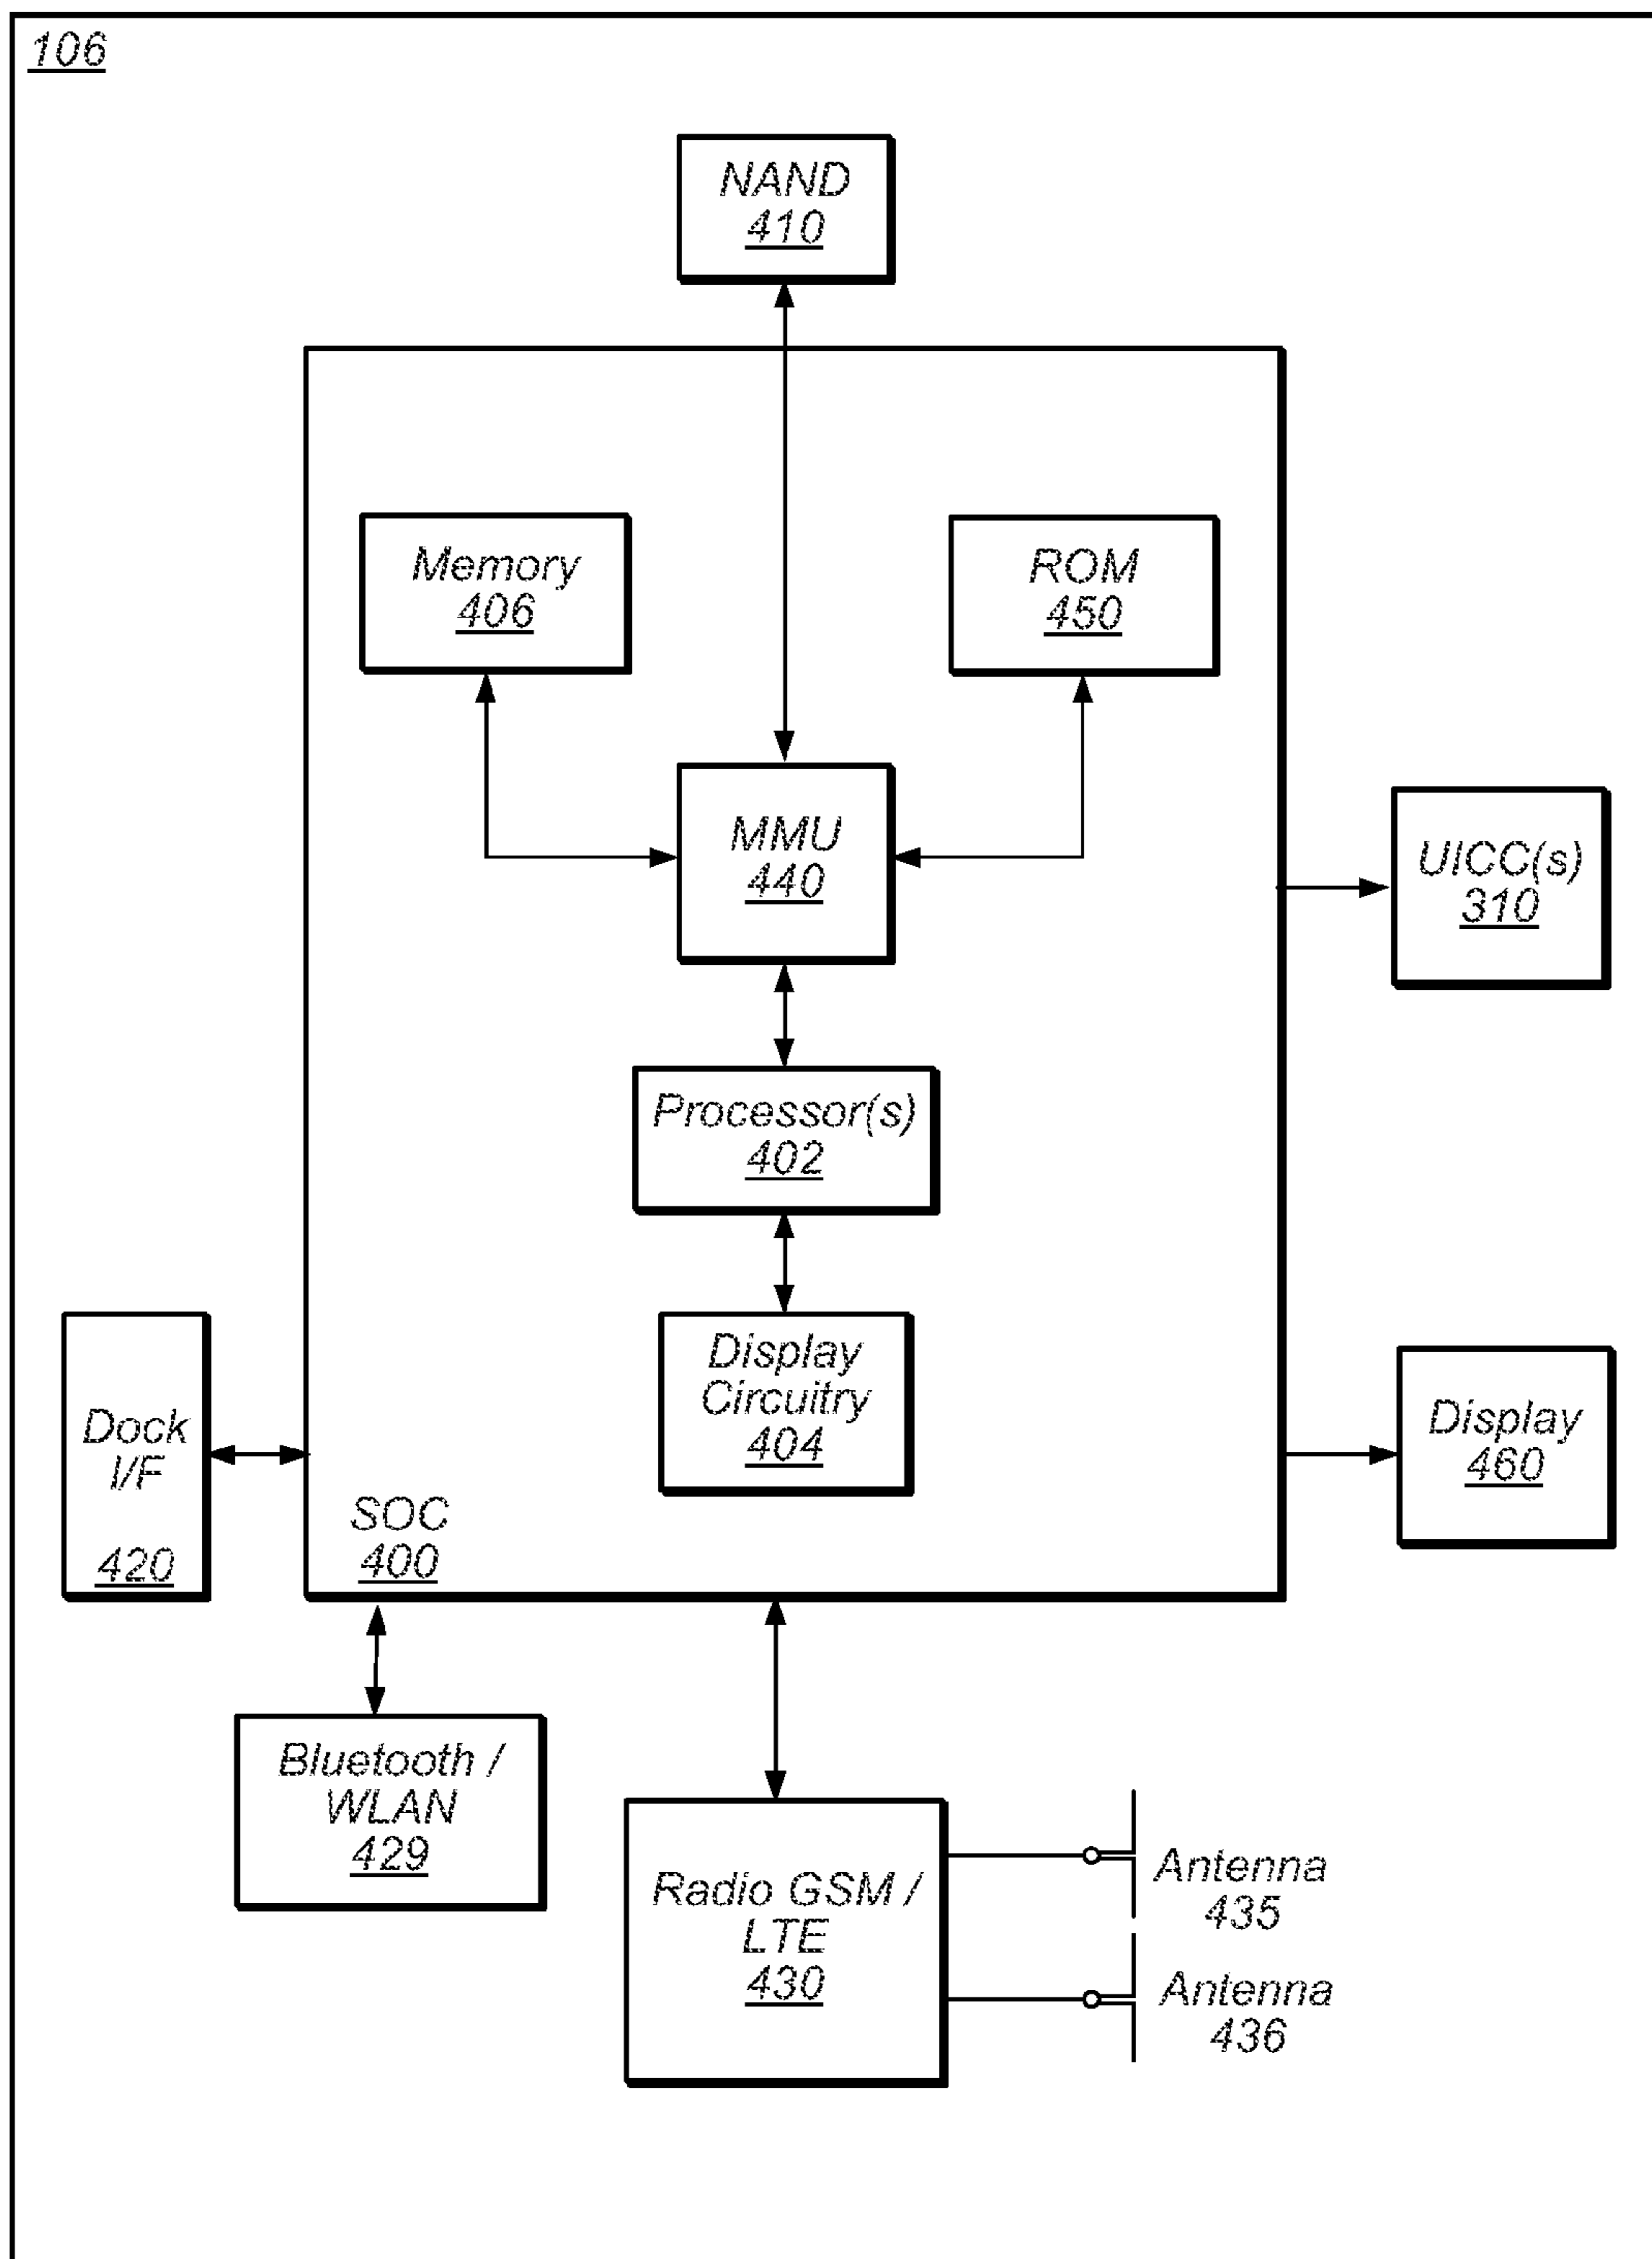 106
NAND
410
Memory
406
ROM
450
MMU
440
UICC(s)
310
Processor(s)
402
Display
Circuitry
404
Dock
I/F
420
Display
460
SOC
400
Bluetooth /
WLAN
429
Radio GSM /
LTE
430
Antenna
435
Antenna
436